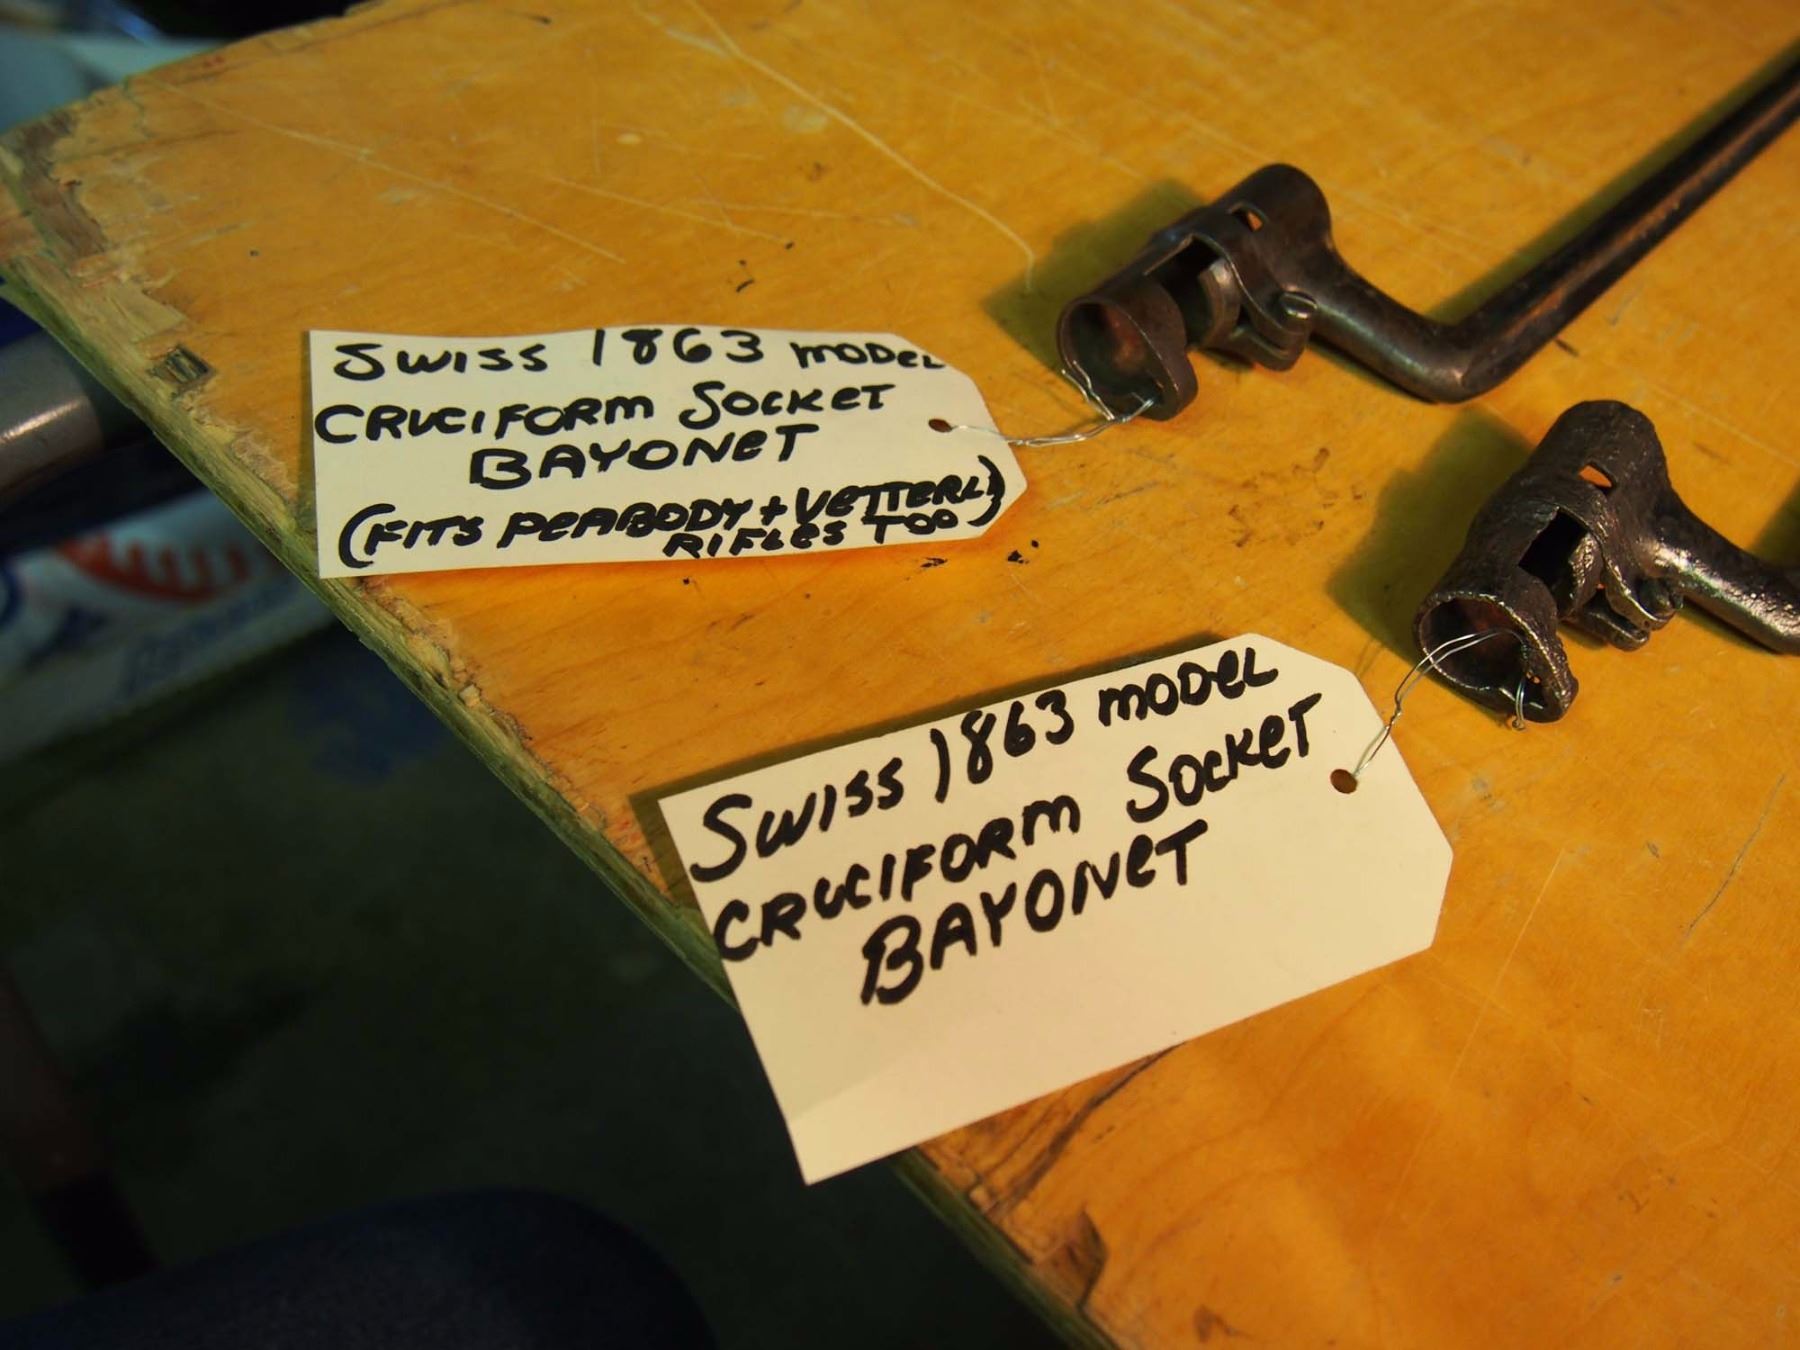 SWISS 1863 MODEL
CRUCIFORM SOCKET
BAYONET
(FITS PEABODY + VETTERLI
RIFLES TOO)
SWISS 1863 MODEL
CRUCIFORM SOCKET
BAYONET